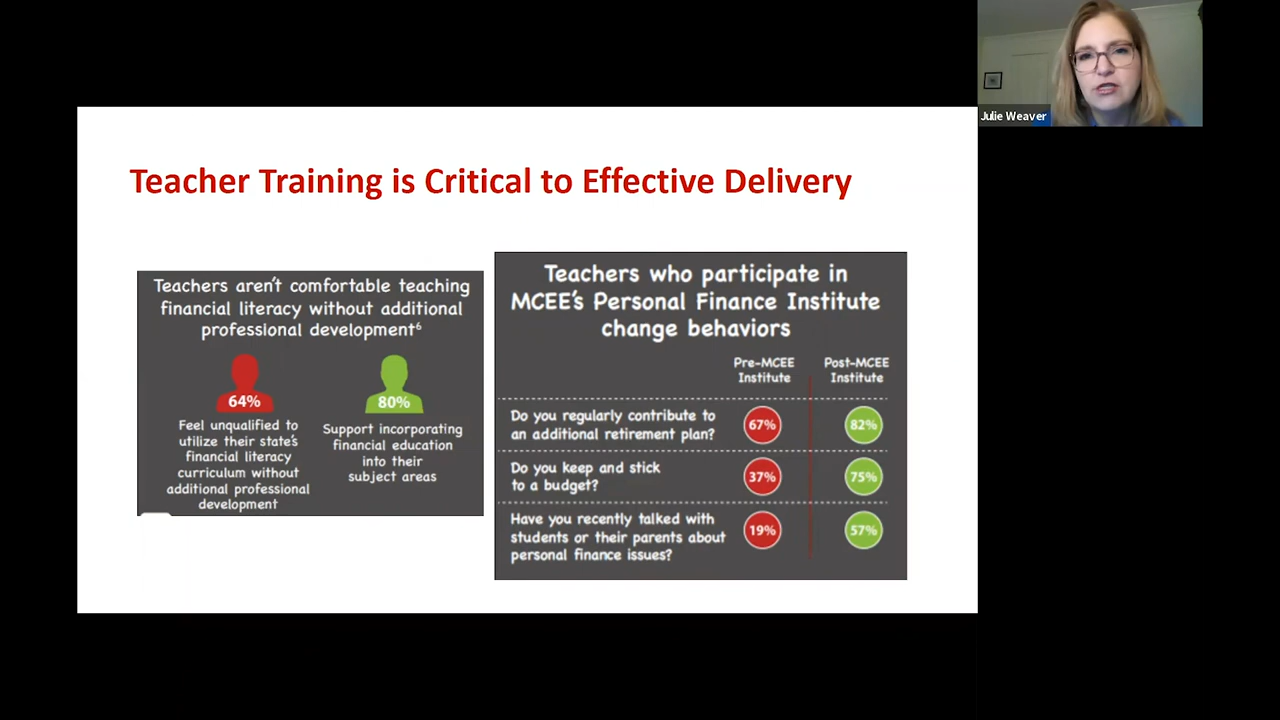 Julie Weaver
Teacher Training is Critical to Effective Delivery
Teachers aren't comfortable teaching
financial literacy without additional
professional development⁶
64%
Feel unqualified to
utilize their state's
financial literacy
curriculum without
additional professional
development
80%
Support incorporating
financial education
into their
subject areas
Teachers who participate in
MCEE's Personal Finance Institute
change behaviors
Pre-MCEE
Institute
Post-MCEE
Institute
Do you regularly contribute to
an additional retirement plan?
67%
82%
Do you keep and stick
to a budget?
37%
75%
Have you recently talked with
students or their parents about
personal finance issues?
19%
57%